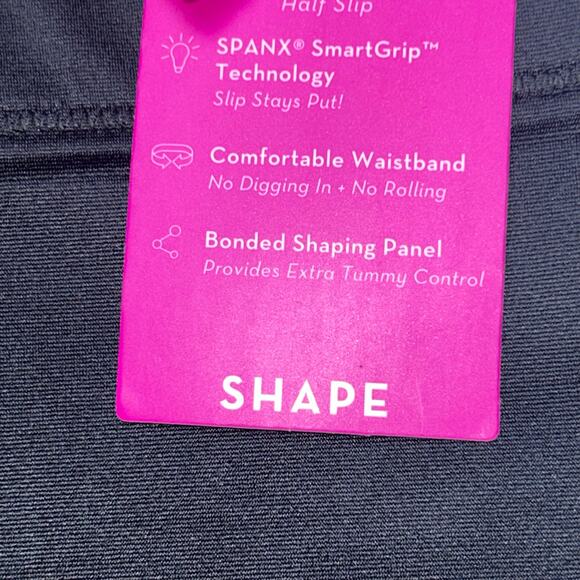 Half Slip
SPANX® SmartGrip™
Technology
Slip Stays Put!
Comfortable Waistband
No Digging In + No Rolling
Bonded Shaping Panel
Provides Extra Tummy Control
SHAPE